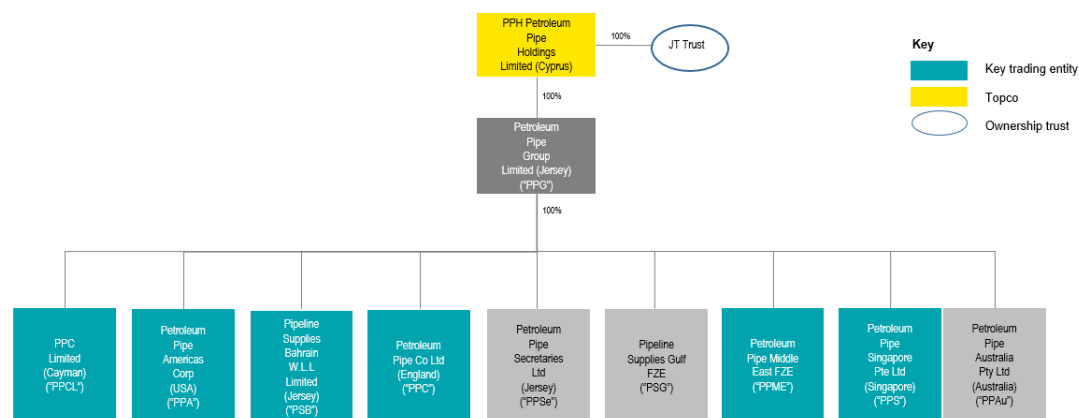 PPH Petroleum
Pipe
Holdings
Limited (Cyprus)
100%
JT Trust
Key
Key trading entity
Topco
Ownership trust
100%
Petroleum
Pipe
Group
Limited (Jersey)
("PPG")
100%
PPC
Limited
(Cayman)
("PPCL")
Petroleum
Pipe
Americas
Corp
(USA)
("PPA")
Pipeline
Supplies
Bahrain
W.L.L
Limited
(Jersey)
("PSB")
Petroleum
Pipe Co Ltd
(England)
("PPC")
Petroleum
Pipe
Secretaries
Ltd
(Jersey)
("PPSe")
Pipeline
Supplies Gulf
FZE
("PSG")
Petroleum
Pipe Middle
East FZE
("PPME")
Petroleum
Pipe
Singapore
Pte Ltd
(Singapore)
("PPS")
Petroleum
Pipe
Australia
Pty Ltd
(Australia)
("PPAu")